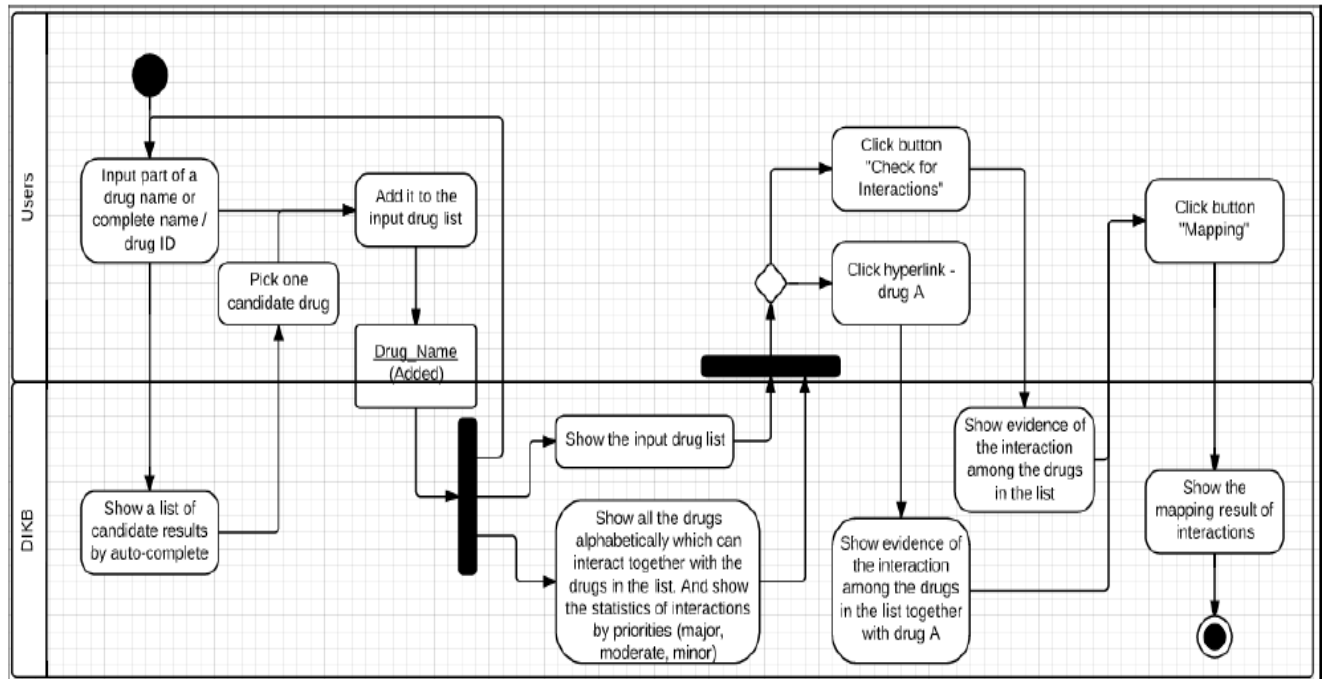 Users
Input part of a
drug name or
complete name /
drug ID
Add it to the
input drug list
Pick one
candidate drug
Drug_Name
(Added)
Click button
"Check for
Interactions"
Click hyperlink -
drug A
Click button
"Mapping"
DIKB
Show a list of
candidate results
by auto-complete
Show the input drug list
Show all the drugs
alphabetically which can
interact together with the
drugs in the list. And show
the statistics of interactions
by priorities (major,
moderate, minor)
Show evidence of
the interaction
among the drugs
in the list together
with drug A
Show evidence of
the interaction
among the drugs
in the list
Show the
mapping result of
interactions